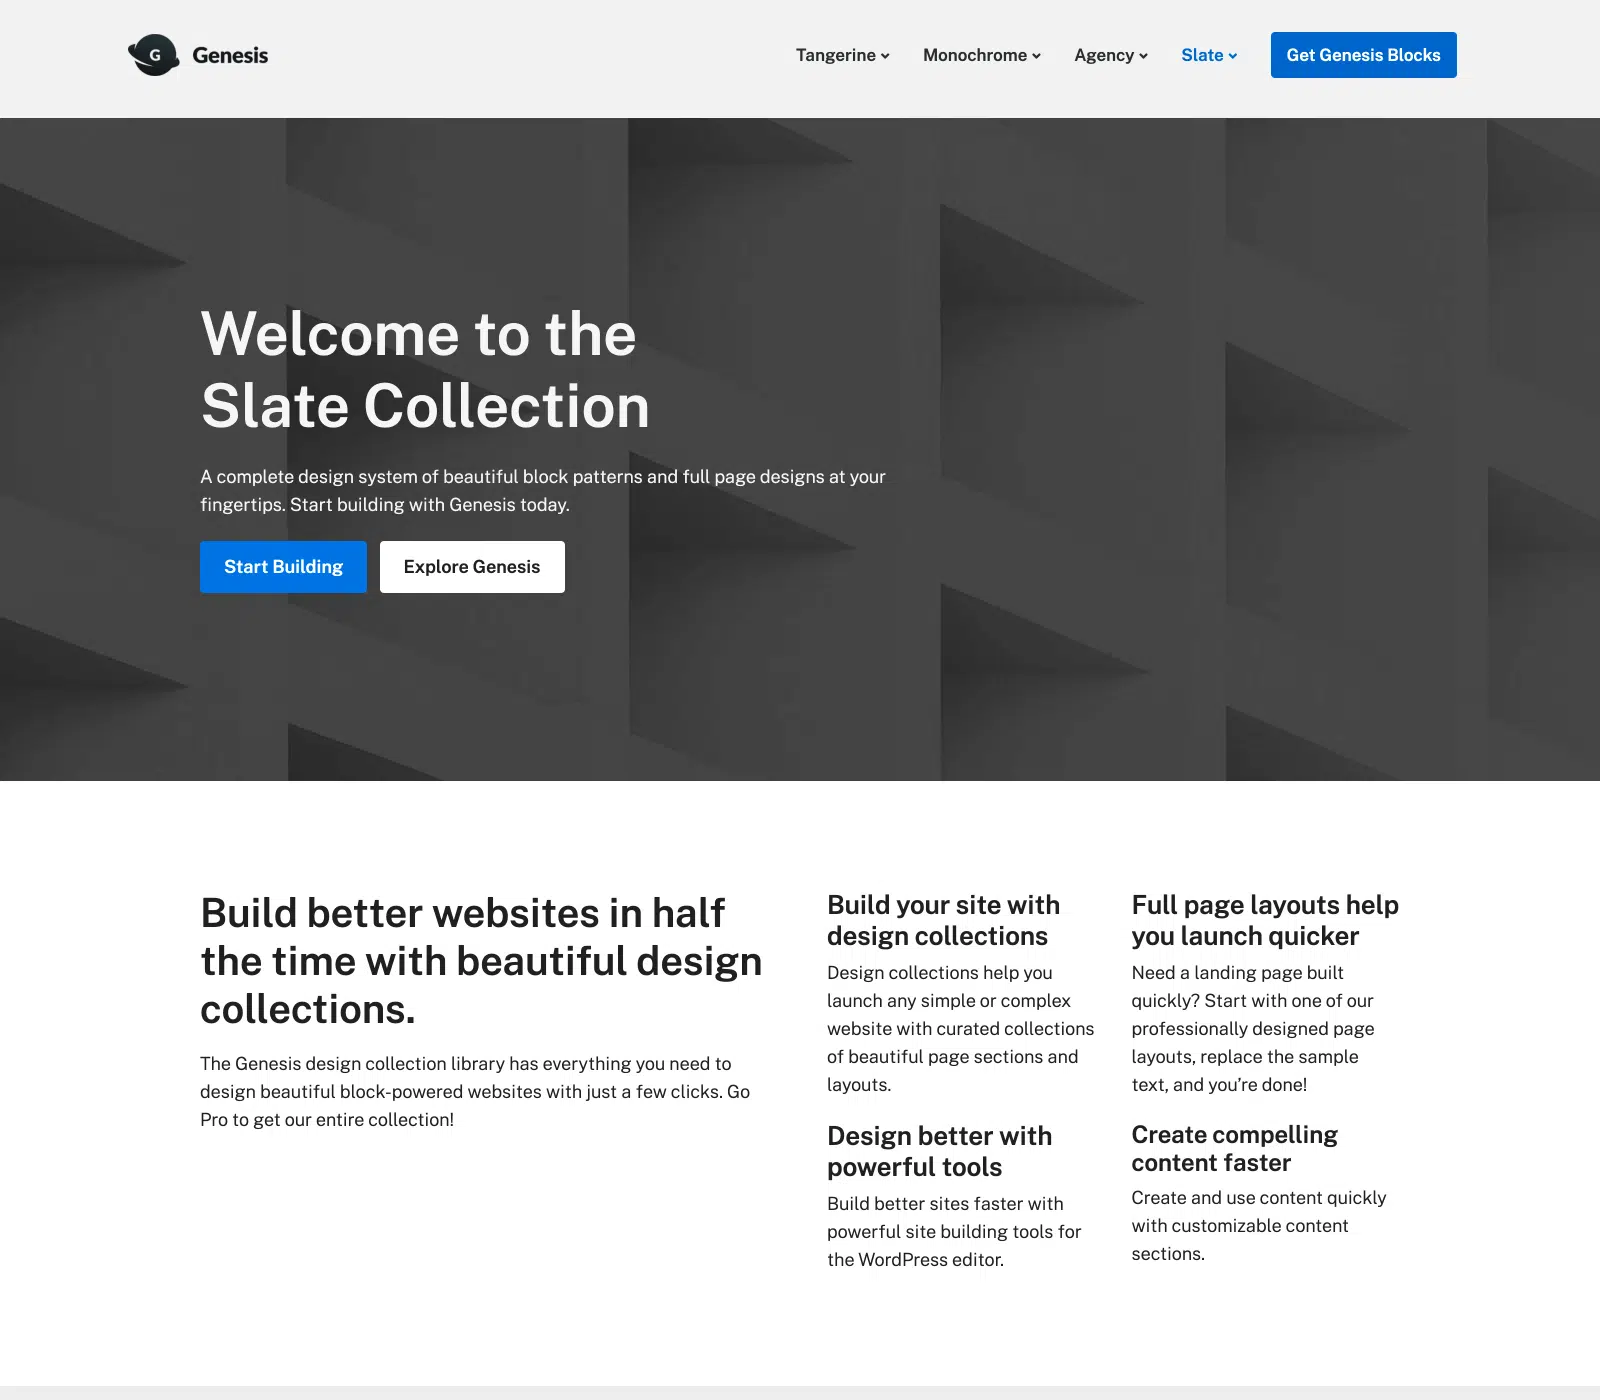 G Genesis
Tangerine Monochrome Agency Slate Get Genesis Blocks
Welcome to the
Slate Collection
A complete design system of beautiful block patterns and full page designs at your
fingertips. Start building with Genesis today.
Start Building Explore Genesis
Build better websites in half
the time with beautiful design
collections.
The Genesis design collection library has everything you need to
design beautiful block-powered websites with just a few clicks. Go
Pro to get our entire collection!
Build your site with
design collections
Design collections help you
launch any simple or complex
website with curated collections
of beautiful page sections and
layouts.
Full page layouts help
you launch quicker
Need a landing page built
quickly? Start with one of our
professionally designed page
layouts, replace the sample
text, and you’re done!
Design better with
powerful tools
Build better sites faster with
powerful site building tools for
the WordPress editor.
Create compelling
content faster
Create and use content quickly
with customizable content
sections.